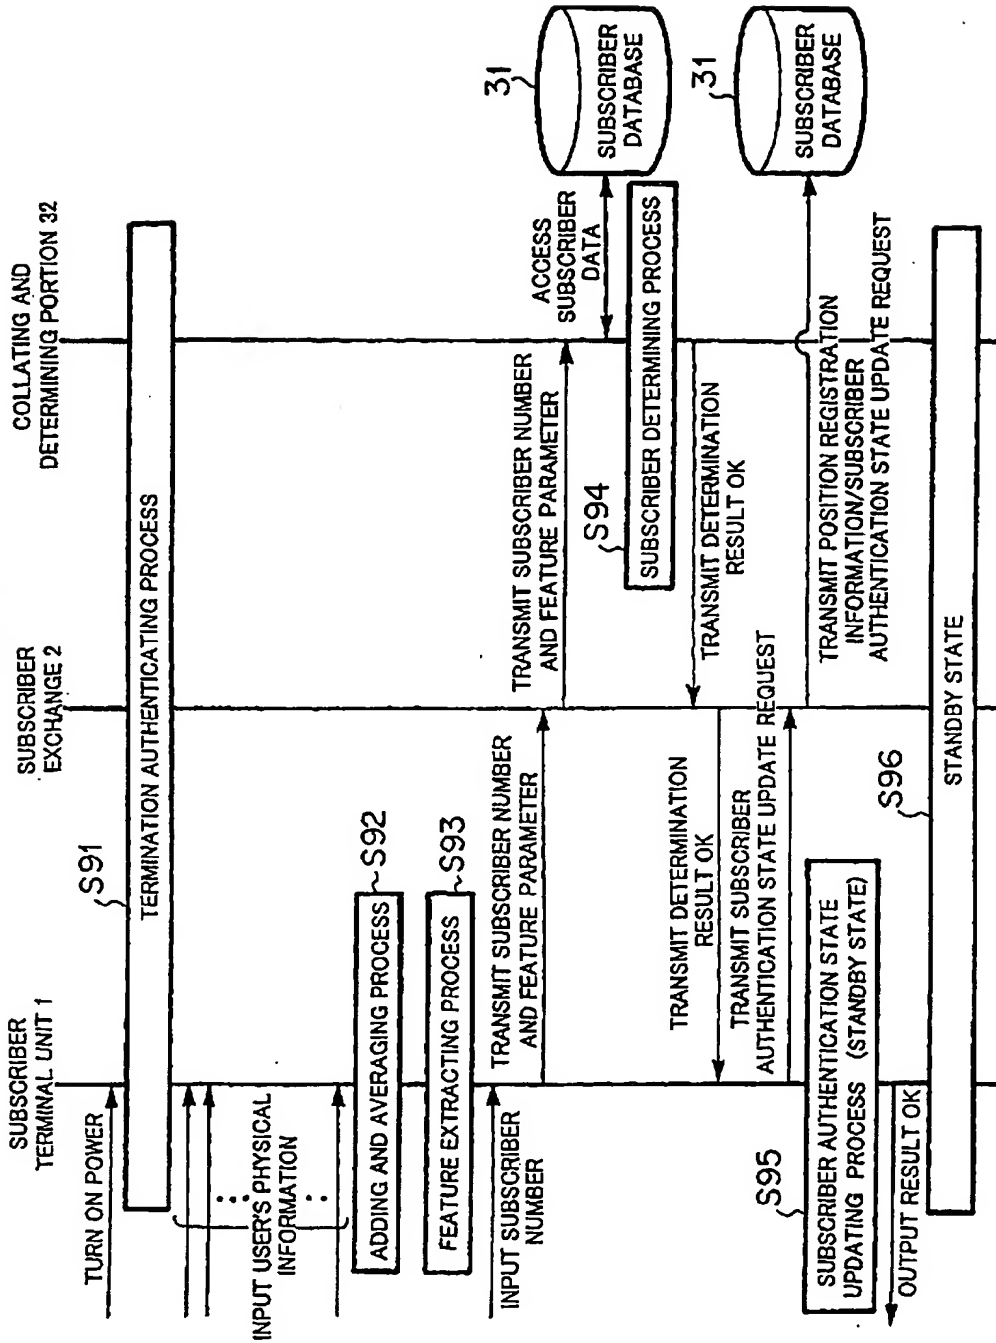 SUBSCRIBER
TERMINAL UNIT 1
SUBSCRIBER
EXCHANGE 2
COLLATING AND
DETERMINING PORTION 32
TURN ON POWER
S91
TERMINATION AUTHENTICATING PROCESS
INPUT USER'S PHYSICAL
INFORMATION
ADDING AND AVERAGING PROCESS
S92
FEATURE EXTRACTING PROCESS
S93
INPUT SUBSCRIBER
NUMBER
TRANSMIT SUBSCRIBER NUMBER
AND FEATURE PARAMETER
TRANSMIT SUBSCRIBER NUMBER
AND FEATURE PARAMETER
ACCESS
SUBSCRIBER
DATA
31
SUBSCRIBER
DATABASE
S94
SUBSCRIBER DETERMINING PROCESS
TRANSMIT DETERMINATION
RESULT OK
TRANSMIT DETERMINATION
RESULT OK
TRANSMIT SUBSCRIBER
AUTHENTICATION STATE UPDATE REQUEST
TRANSMIT POSITION REGISTRATION
INFORMATION/SUBSCRIBER
AUTHENTICATION STATE UPDATE REQUEST
31
SUBSCRIBER
DATABASE
S95
SUBSCRIBER AUTHENTICATION STATE
UPDATING PROCESS (STANDBY STATE)
OUTPUT RESULT OK
S96
STANDBY STATE